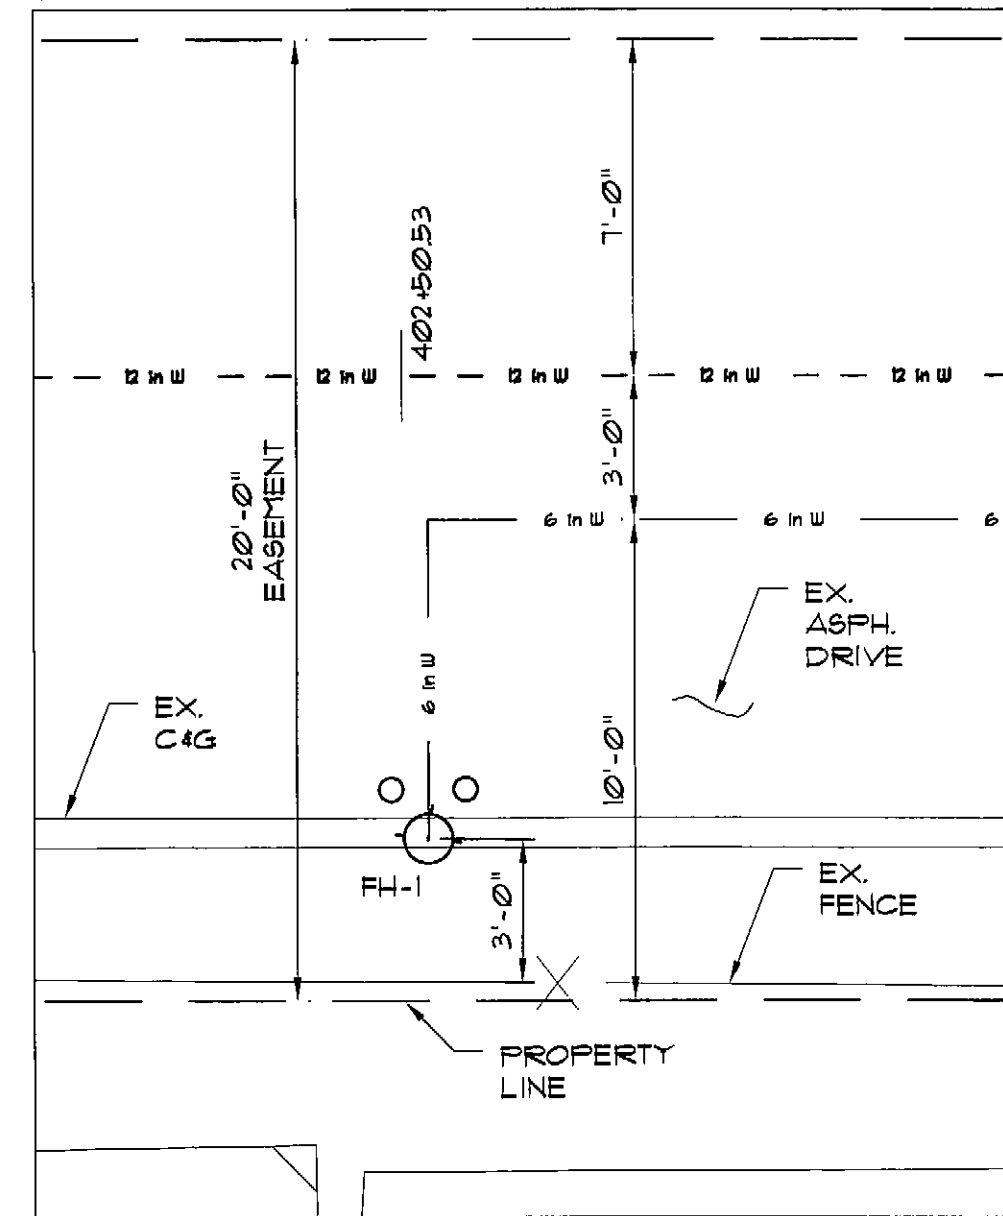 7'-0"
402+50.53
12 in W 12 in W 12 in W 12 in W 12 in W
3'-0"
20'-0"
EASEMENT
6 in W 6 in W 6
EX.
ASPH.
DRIVE
6 in W
EX.
C&G
10'-0"
FH-1
3'-0"
EX.
FENCE
X
PROPERTY
LINE